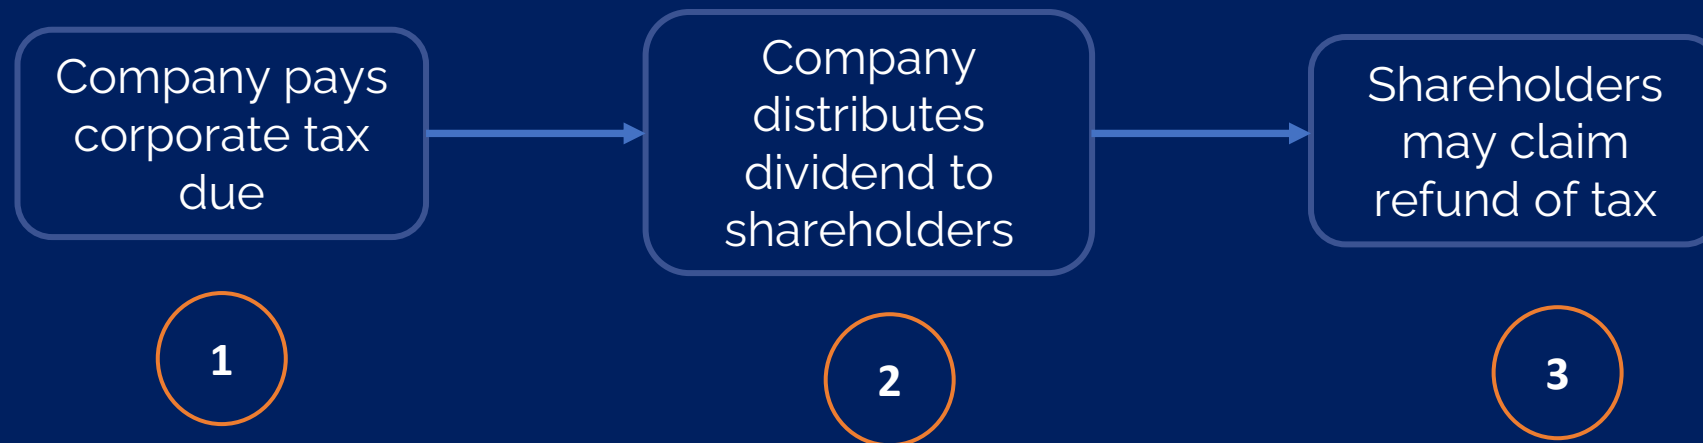 Company pays
corporate tax
due
Company
distributes
dividend to
shareholders
Shareholders
may claim
refund of tax
1
2
3